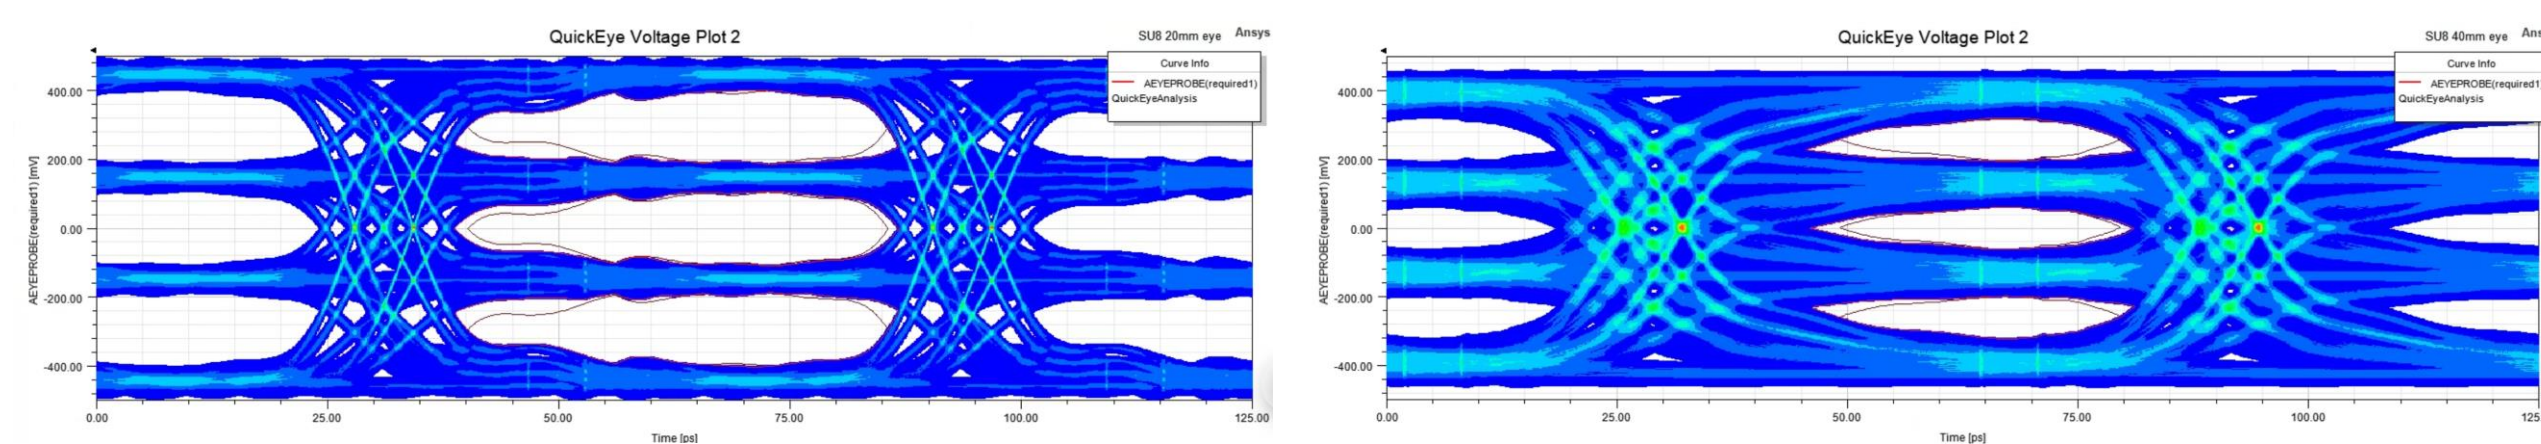 QuickEye Voltage Plot 2
SU8 20mm eye
Ansys
Curve Info
AEYEPROBE(required1)
QuickEyeAnalysis
AEYEPROBE(required1) [mV]
400.00
200.00
0.00
-200.00
-400.00
0.00
25.00
50.00
75.00
100.00
125.00
Time [ps]
QuickEye Voltage Plot 2
SU8 40mm eye
Ans
Curve Info
AEYEPROBE(required1
QuickEyeAnalysis
AEYEPROBE(required1) [mV]
400.00
200.00
0.00
-200.00
-400.00
0.00
25.00
50.00
75.00
100.00
125
Time [ps]